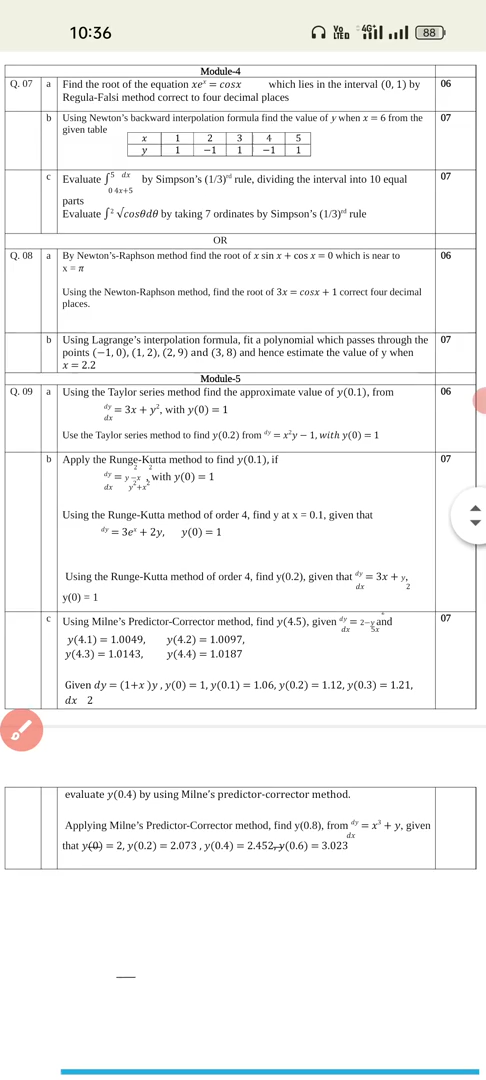 10:36
Vo LTED 4G+ 88
Module-4
Q. 07 a Find the root of the equation 𝑥𝑒ˣ = 𝑐𝑜𝑠𝑥 which lies in the interval (0, 1) by 06
Regula-Falsi method correct to four decimal places
b Using Newton's backward interpolation formula find the value of 𝑦 when 𝑥 = 6 from the 07
given table
𝑥 1 2 3 4 5
𝑦 1 −1 1 −1 1
c Evaluate ∫⁵ dx by Simpson's (1/3)ʳᵈ rule, dividing the interval into 10 equal 07
0 4x+5
parts
Evaluate ∫² √𝑐𝑜𝑠𝜃𝑑𝜃 by taking 7 ordinates by Simpson's (1/3)ʳᵈ rule
OR
Q. 08 a By Newton's-Raphson method find the root of 𝑥 sin 𝑥 + cos 𝑥 = 0 which is near to 06
x = 𝜋
Using the Newton-Raphson method, find the root of 3𝑥 = 𝑐𝑜𝑠𝑥 + 1 correct four decimal
places.
b Using Lagrange's interpolation formula, fit a polynomial which passes through the 07
points (−1, 0), (1, 2), (2, 9) and (3, 8) and hence estimate the value of y when
𝑥 = 2.2
Module-5
Q. 09 a Using the Taylor series method find the approximate value of 𝑦(0.1), from 06
dy = 3𝑥 + 𝑦², with 𝑦(0) = 1
dx
Use the Taylor series method to find 𝑦(0.2) from dy = 𝑥²𝑦 − 1, 𝑤𝑖𝑡ℎ 𝑦(0) = 1
b Apply the Runge-Kutta method to find 𝑦(0.1), if 07
2 2
dy = y −x , with 𝑦(0) = 1
dx y²+x²
Using the Runge-Kutta method of order 4, find y at x = 0.1, given that
dy = 3𝑒ˣ + 2𝑦, 𝑦(0) = 1
Using the Runge-Kutta method of order 4, find y(0.2), given that dy = 3𝑥 + y,
dx 2
y(0) = 1
c Using Milne's Predictor-Corrector method, find 𝑦(4.5), given dy = 2−y and 07
dx 5x
𝑦(4.1) = 1.0049, 𝑦(4.2) = 1.0097,
𝑦(4.3) = 1.0143, 𝑦(4.4) = 1.0187
Given 𝑑𝑦 = (1+𝑥 )𝑦 , 𝑦(0) = 1, 𝑦(0.1) = 1.06, 𝑦(0.2) = 1.12, 𝑦(0.3) = 1.21,
𝑑𝑥 2
evaluate 𝑦(0.4) by using Milne's predictor-corrector method.
Applying Milne's Predictor-Corrector method, find y(0.8), from dy = 𝑥³ + 𝑦, given
dx
that 𝑦(0) = 2, 𝑦(0.2) = 2.073 , 𝑦(0.4) = 2.452, 𝑦(0.6) = 3.023